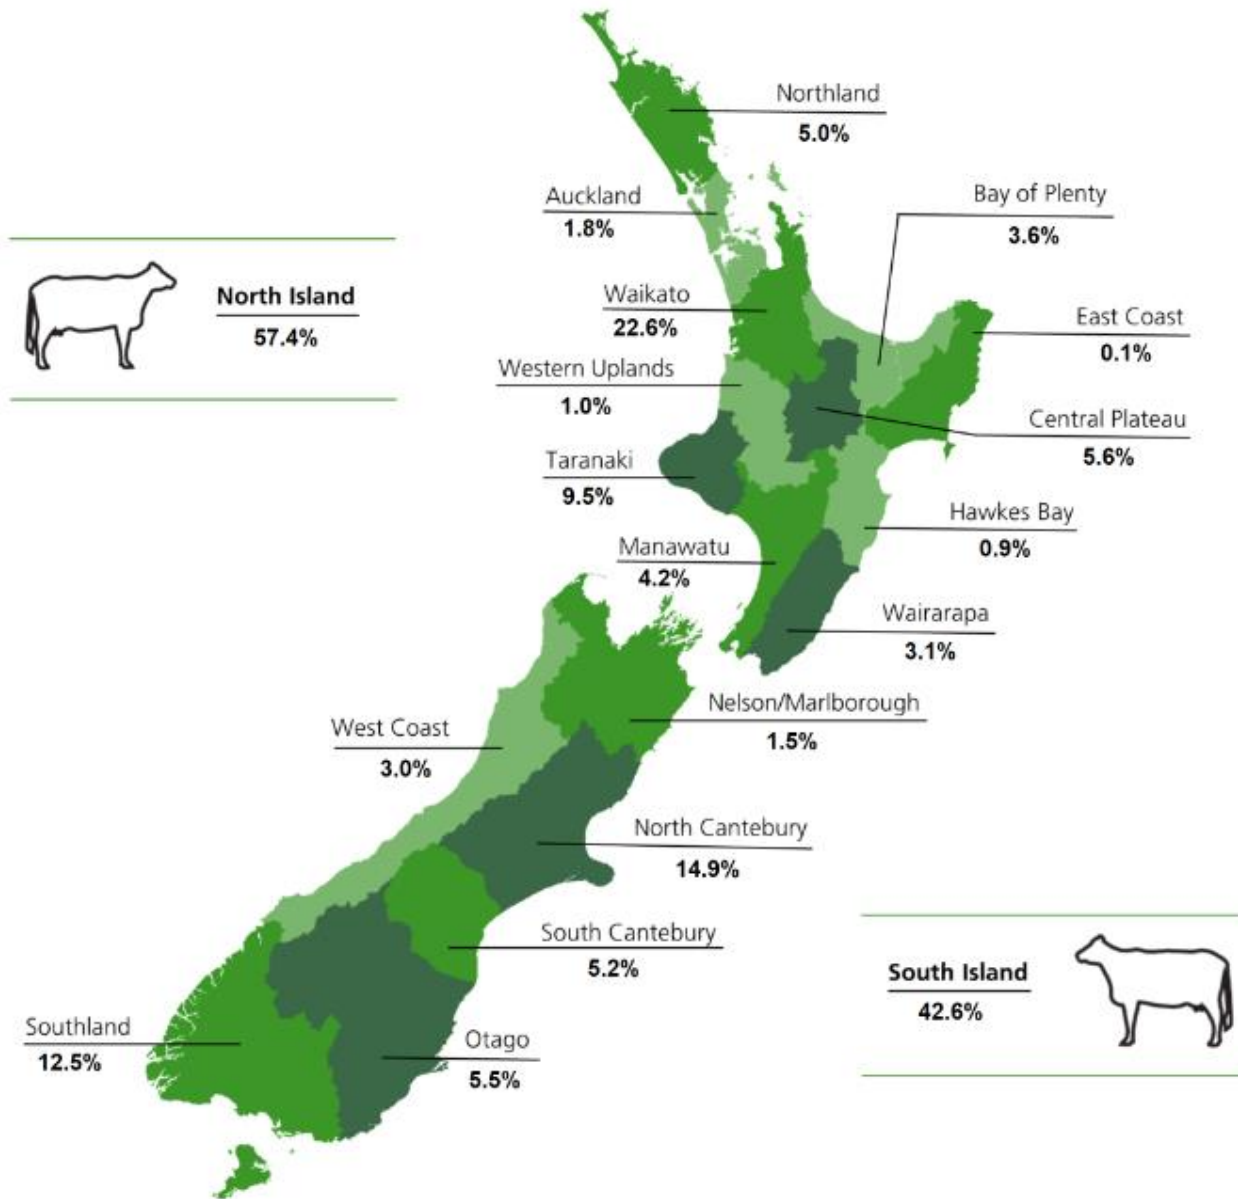 Northland
5.0%
Auckland
1.8%
Bay of Plenty
3.6%
North Island
57.4%
Waikato
22.6%
East Coast
0.1%
Western Uplands
1.0%
Central Plateau
5.6%
Taranaki
9.5%
Hawkes Bay
0.9%
Manawatu
4.2%
Wairarapa
3.1%
Nelson/Marlborough
1.5%
West Coast
3.0%
North Cantebury
14.9%
South Cantebury
5.2%
South Island
42.6%
Southland
12.5%
Otago
5.5%